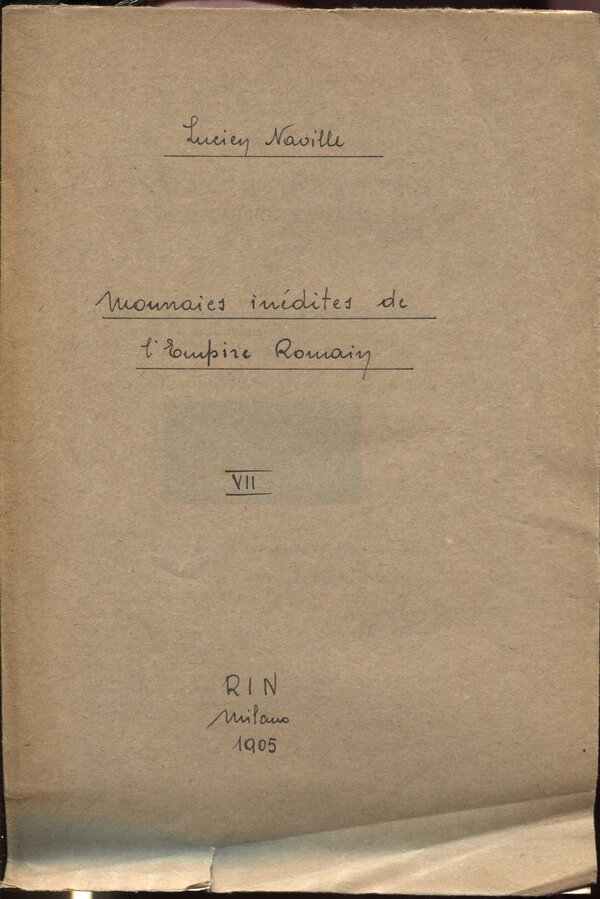 Lucien Naville
Monnaies inédites de
l'Empire Romain
VII
RIN
Milano
1905